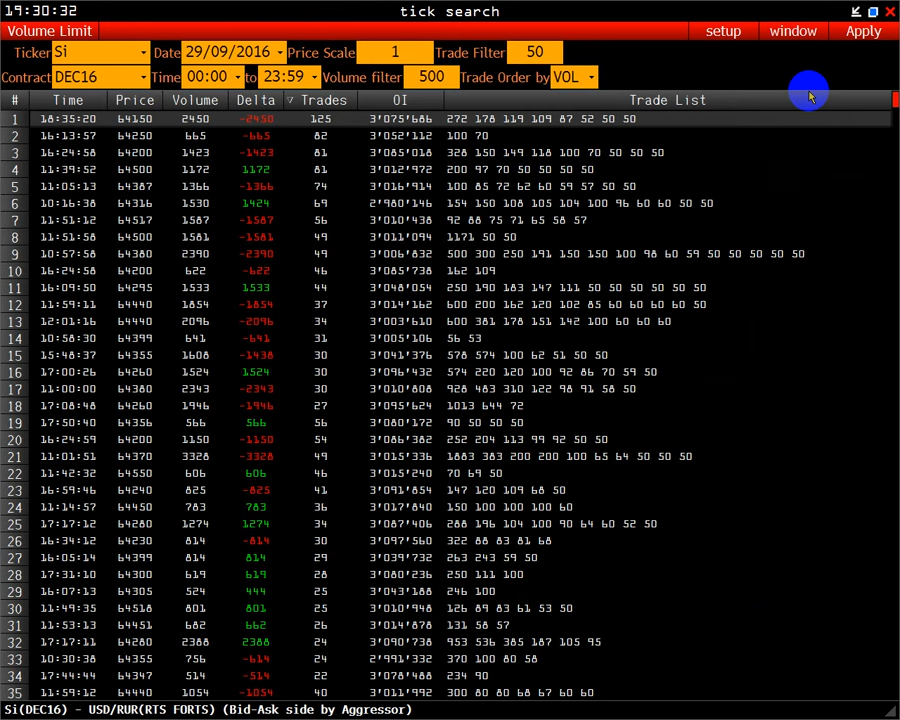 19:30:32 tick search
Volume Limit setup window Apply
Ticker Si Date 29/09/2016 Price Scale 1 Trade Filter 50
Contract DEC16 Time 00:00 to 23:59 Volume filter 500 Trade Order by VOL
# Time Price Volume Delta Trades OI Trade List
1 18:35:20 64150 2450 -2450 125 3'075'686 272 178 119 109 87 52 50 50
2 16:13:57 64250 665 -665 82 3'052'112 100 70
3 16:24:58 64200 1423 -1423 81 3'085'018 328 150 149 118 100 70 50 50 50
4 11:39:52 64500 1172 1172 81 3'012'972 200 97 70 50 50 50 50
5 11:05:13 64387 1366 -1366 74 3'016'914 100 85 72 62 60 59 57 50 50
6 10:16:38 64316 1530 1424 69 2'980'146 154 150 108 105 104 100 96 60 60 50 50
7 11:51:12 64517 1587 -1587 56 3'010'438 92 88 75 71 65 58 57
8 11:51:58 64500 1581 -1581 49 3'011'094 1171 50 50
9 10:57:58 64380 2390 -2390 49 3'006'832 500 300 250 191 150 150 100 98 60 59 50 50 50 50 50
10 16:24:58 64200 622 -622 46 3'085'738 162 109
11 16:09:50 64295 1533 1533 44 3'048'054 250 190 183 147 111 50 50 50 50 50 50
12 11:59:11 64440 1854 -1854 37 3'014'162 600 200 162 120 102 85 60 60 60 60 50
13 12:01:16 64440 2096 -2096 34 3'003'610 600 381 178 151 142 100 60 60 60
14 10:58:30 64399 641 -641 31 3'005'106 56 53
15 15:48:37 64355 1608 -1438 30 3'041'376 578 574 100 62 51 50 50
16 17:00:26 64260 1524 1524 30 3'096'432 574 220 120 100 92 86 70 59 50
17 11:00:00 64380 2343 -2343 30 3'010'808 928 483 310 122 98 91 58 50
18 17:08:48 64260 1946 -1946 27 3'095'624 1013 644 72
19 17:50:40 64356 566 566 56 3'080'172 90 50 50 50
20 16:24:59 64200 1150 -1150 54 3'086'382 252 204 113 99 92 50 50
21 11:01:51 64370 3328 -3328 49 3'015'336 1883 383 200 200 100 65 64 50 50 50
22 11:42:32 64550 606 606 46 3'015'242 70 69 50
23 16:59:46 64240 825 -825 41 3'091'854 147 120 109 68 50
24 11:14:57 64450 783 783 36 3'017'840 150 100 100 100 60
25 17:17:12 64280 1274 1274 34 3'087'406 288 196 104 100 90 64 60 52 50
26 16:34:12 64230 814 -814 30 3'097'560 322 88 83 81 68
27 16:05:14 64399 814 814 29 3'039'732 263 243 59 50
28 17:31:10 64300 619 619 28 3'086'236 250 111 100
29 16:07:13 64305 524 444 25 3'043'188 246 100
30 11:49:35 64518 801 801 25 3'010'948 126 89 83 61 53 50
31 11:53:13 64451 682 662 26 3'014'878 131 58 57
32 17:17:11 64280 2388 2388 24 3'090'738 953 536 385 187 105 95
33 10:30:38 64355 756 -614 24 2'991'332 370 100 80 58
34 17:44:44 64347 514 -514 22 3'078'488 234 90
35 11:59:12 64440 1054 -1054 40 3'011'992 300 80 80 68 67 60 60
Si(DEC16) - USD/RUR(RTS FORTS) (Bid-Ask side by Aggressor)